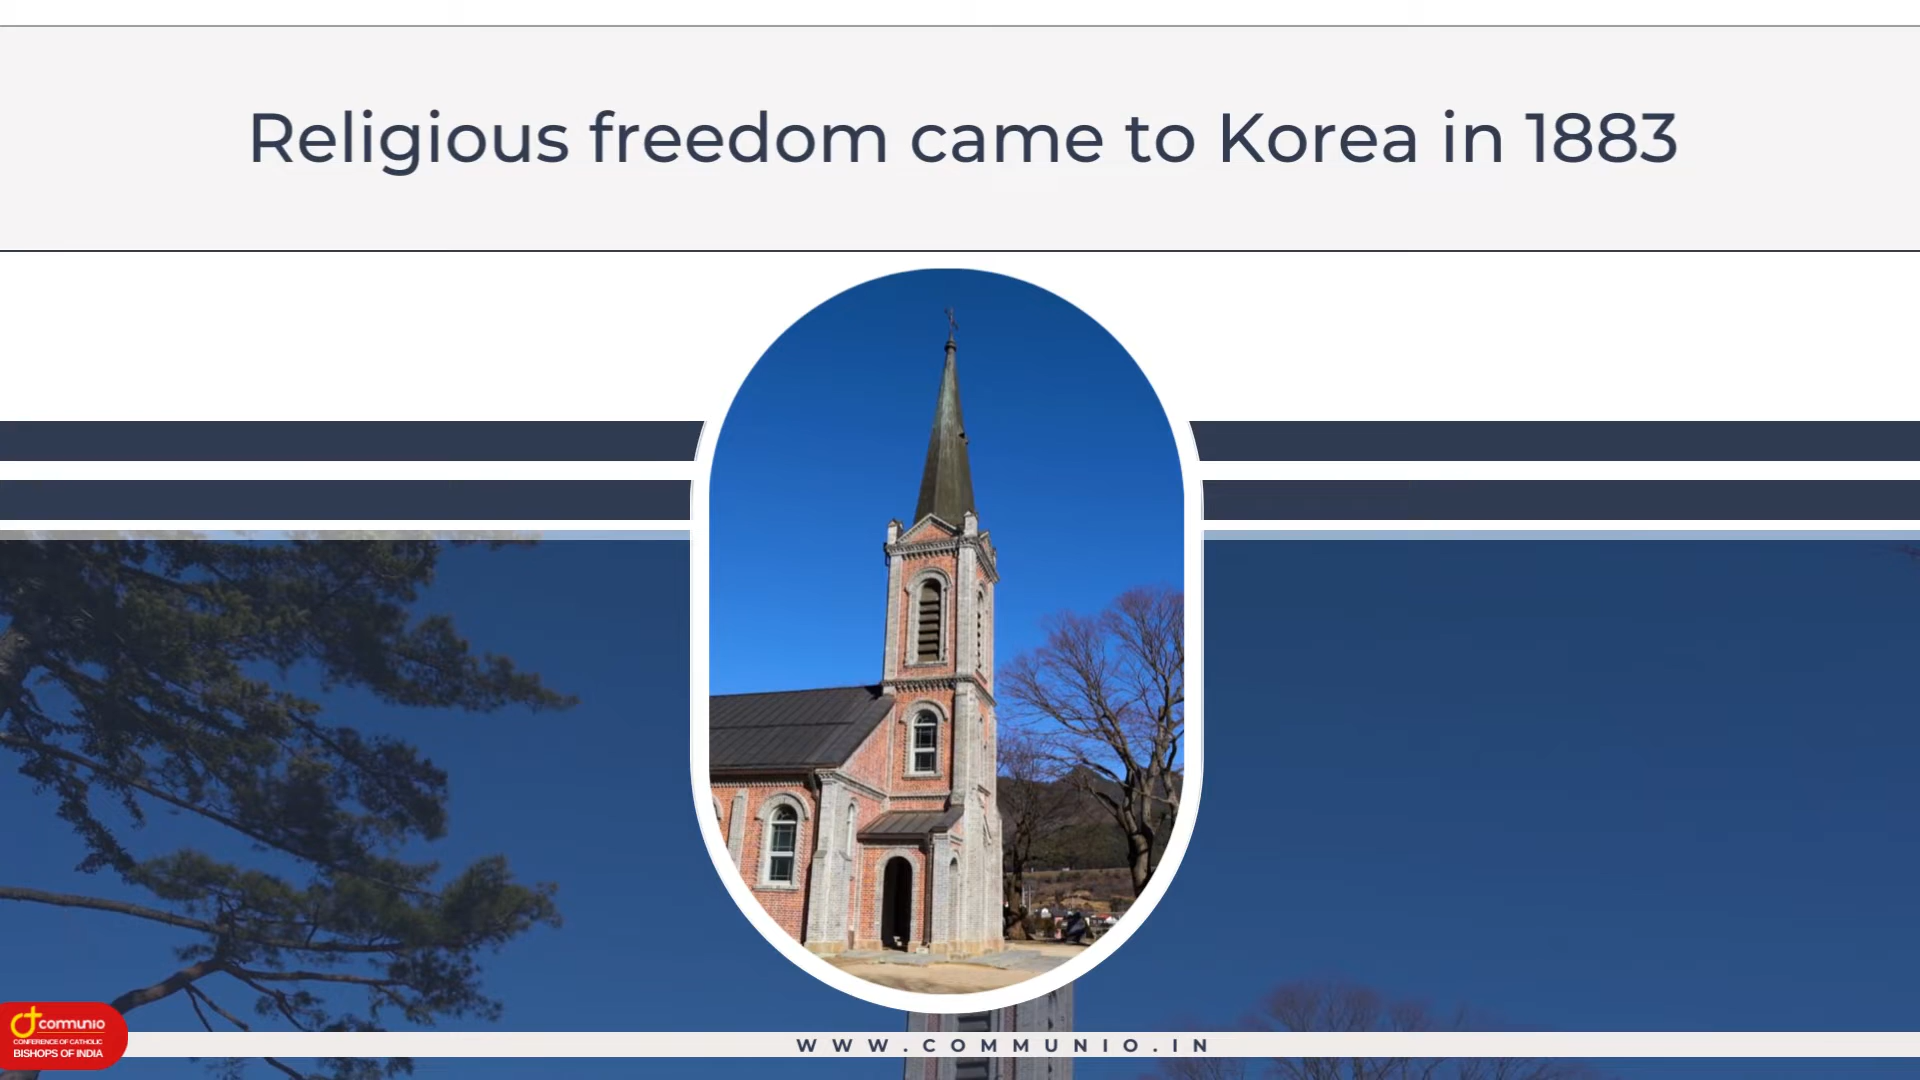 Religious freedom came to Korea in 1883
communio
CONFERENCE OF CATHOLIC
BISHOPS OF INDIA
WWW.COMMUNIO.IN